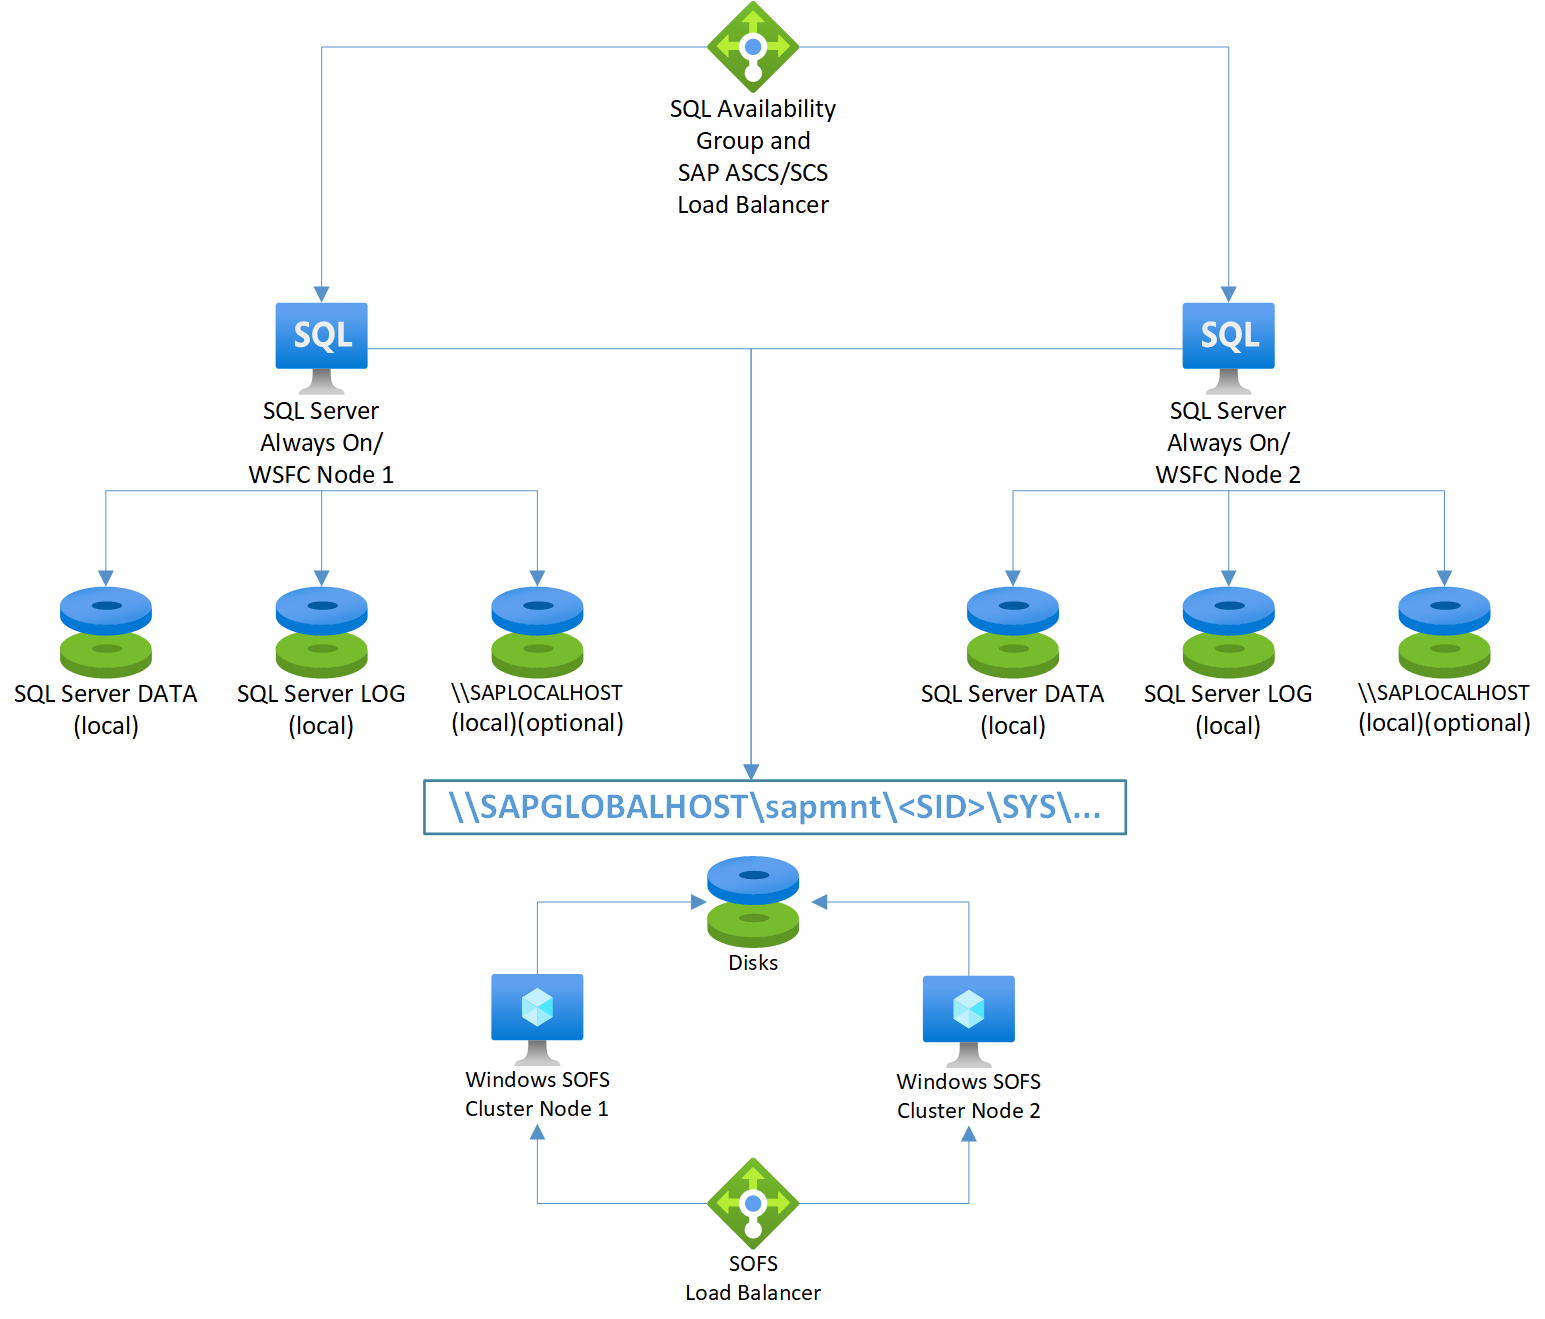 SQL Availability
Group and
SAP ASCS/SCS
Load Balancer
SQL
SQL
SQL Server
Always On/
WSFC Node 1
SQL Server
Always On/
WSFC Node 2
SQL Server DATA
(local)
SQL Server LOG
(local)
\\SAPLOCALHOST
(local)(optional)
SQL Server DATA
(local)
SQL Server LOG
(local)
\\SAPLOCALHOST
(local)(optional)
\\SAPGLOBALHOST\sapmnt\<SID>\SYS\...
Disks
Windows SOFS
Cluster Node 1
Windows SOFS
Cluster Node 2
SOFS
Load Balancer